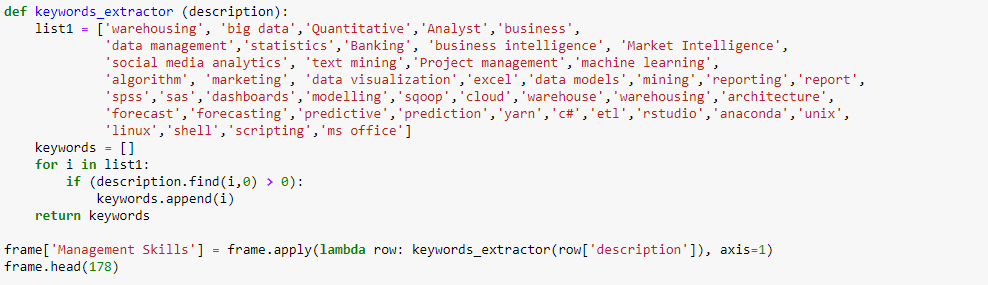 def keywords_extractor (description):
    list1 = ['warehousing', 'big data','Quantitative','Analyst','business',
             'data management','statistics','Banking', 'business intelligence', 'Market Intelligence',
             'social media analytics', 'text mining','Project management','machine learning',
             'algorithm', 'marketing', 'data visualization','excel','data models','mining','reporting','report',
             'spss','sas','dashboards','modelling','sqoop','cloud','warehouse','warehousing','architecture',
             'forecast','forecasting','predictive','prediction','yarn','c#','etl','rstudio','anaconda','unix',
             'linux','shell','scripting','ms office']
    keywords = []
    for i in list1:
        if (description.find(i,0) > 0):
            keywords.append(i)
    return keywords

frame['Management Skills'] = frame.apply(lambda row: keywords_extractor(row['description']), axis=1)
frame.head(178)